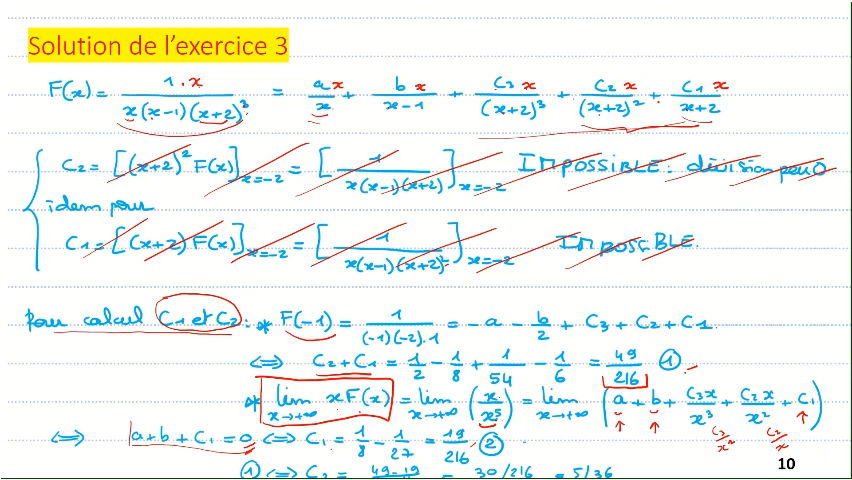 Solution de l'exercice 3
F(x) = 1·x / x(x-1)(x+2)³ = ax/x + bx/x-1 + C3x/(x+2)³ + C2x/(x+2)² + C1x/x+2
C2 = [(x+2)² F(x)]x=-2 = [1 / x(x-1)(x+2)]x=-2 IMPOSSIBLE: division par 0
idem pour
C1 = [(x+2) F(x)]x=-2 = [1 / x(x-1)(x+2)²]x=-2 IMPOSSIBLE.
pour calcul C1 et C2: * F(-1) = 1 / (-1)(-2)·1 = -a - b/2 + C3 + C2 + C1
⟺ C2 + C1 = 1/2 - 1/8 + 1/54 - 1/6 = 49/216 ①
* lim x→+∞ xF(x) = lim x→+∞ (x/x⁵) = lim x→+∞ (a + b + C3x/x³ + C2x/x² + C1)
C3/x² C2/x
⟺ a+b+C1 = 0 ⟺ C1 = 1/8 - 1/27 = 19/216 ②
① ⟺ C2 = 49-19 = 30/216 = 5/36
10